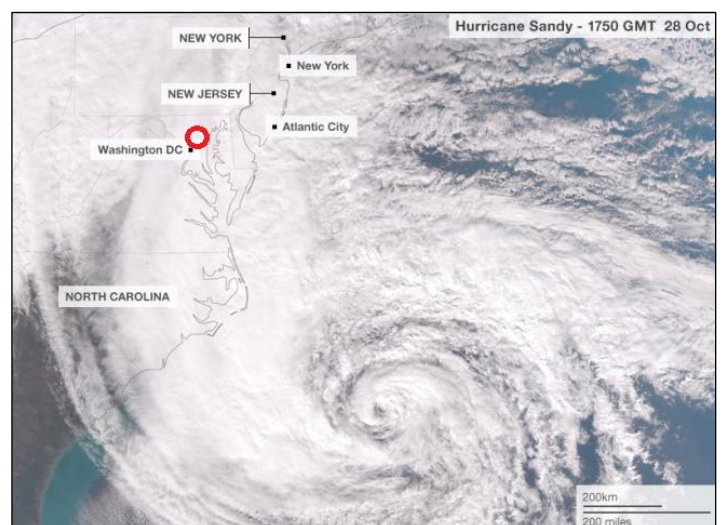 Hurricane Sandy - 1750 GMT 28 Oct
NEW YORK
New York
NEW JERSEY
Atlantic City
Washington DC
NORTH CAROLINA
200km
200 miles